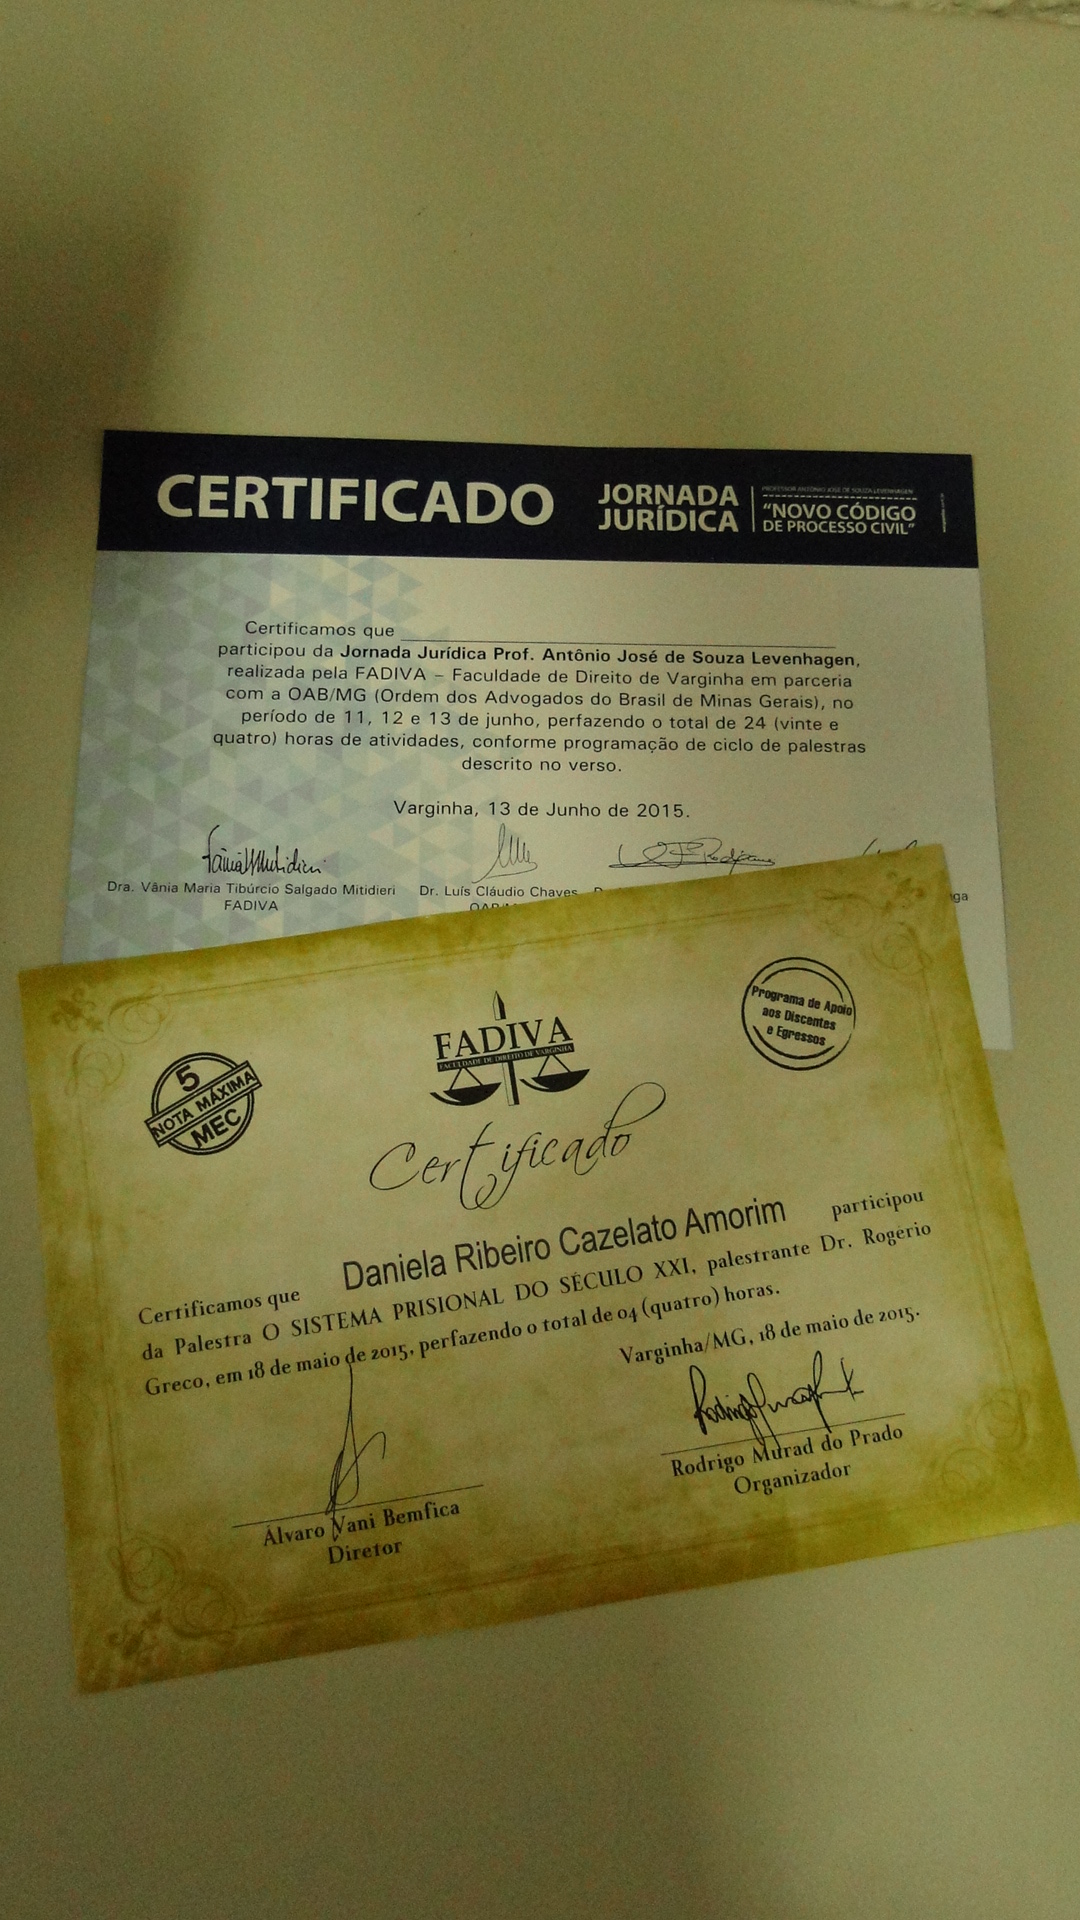 CERTIFICADO
JORNADA
JURÍDICA
PROFESSOR ANTÔNIO JOSÉ DE SOUZA LEVENHAGEN
"NOVO CÓDIGO
DE PROCESSO CIVIL"
Certificamos que
participou da Jornada Jurídica Prof. Antônio José de Souza Levenhagen,
realizada pela FADIVA – Faculdade de Direito de Varginha em parceria
com a OAB/MG (Ordem dos Advogados do Brasil de Minas Gerais), no
período de 11, 12 e 13 de junho, perfazendo o total de 24 (vinte e
quatro) horas de atividades, conforme programação de ciclo de palestras
descrito no verso.
Varginha, 13 de Junho de 2015.
Dra. Vânia Maria Tibúrcio Salgado Mitidieri
FADIVA
Dr. Luís Cláudio Chaves
5
NOTA MÁXIMA
MEC
FADIVA
FACULDADE DE DIREITO DE VARGINHA
Programa de Apoio
aos Discentes
e Egressos
Certificado
Certificamos que Daniela Ribeiro Cazelato Amorim participou
da Palestra O SISTEMA PRISIONAL DO SÉCULO XXI, palestrante Dr. Rogério
Greco, em 18 de maio de 2015, perfazendo o total de 04 (quatro) horas.
Varginha/MG, 18 de maio de 2015.
Álvaro Vani Bemfica
Diretor
Rodrigo Murad do Prado
Organizador